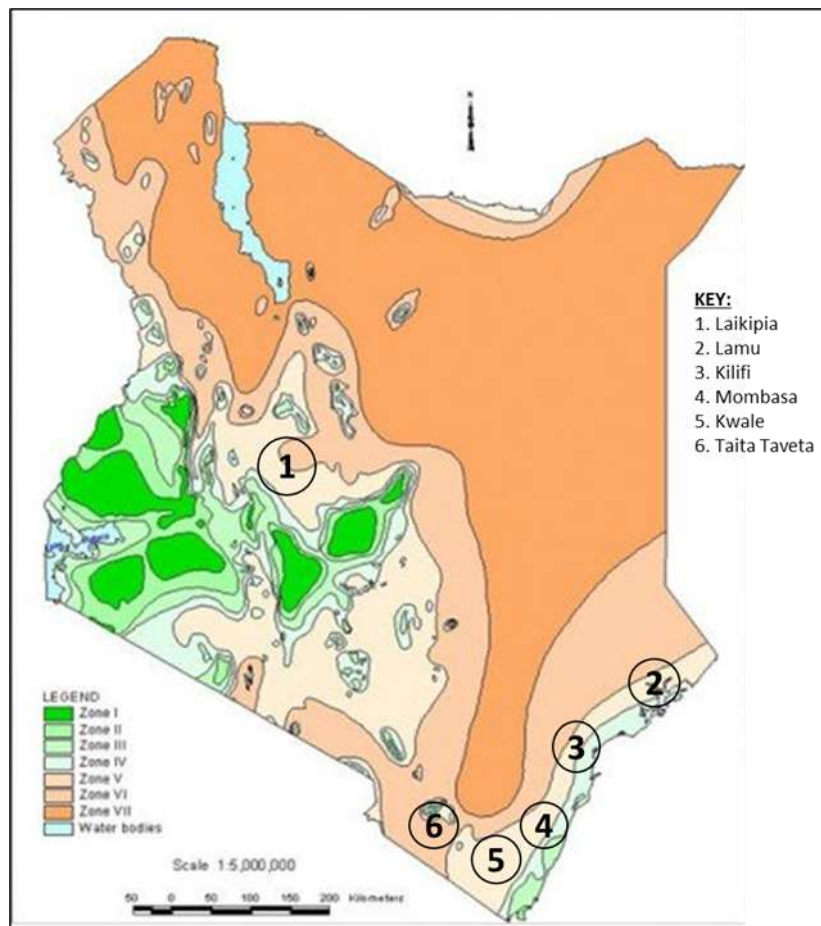 KEY:
1. Laikipia
2. Lamu
3. Kilifi
4. Mombasa
5. Kwale
6. Taita Taveta
1
2
3
4
5
6
LEGEND
Zone I
Zone II
Zone III
Zone IV
Zone V
Zone VI
Zone VII
Water bodies
Scale 1:5,000,000
50 0 50 100 150 200 Kilometers